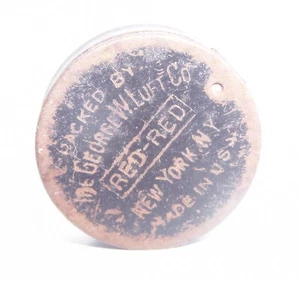 PACKED BY
THE GEORGE W. LUFT CO
RED-RED
NEW YORK. N.Y.
MADE IN U.S.A.